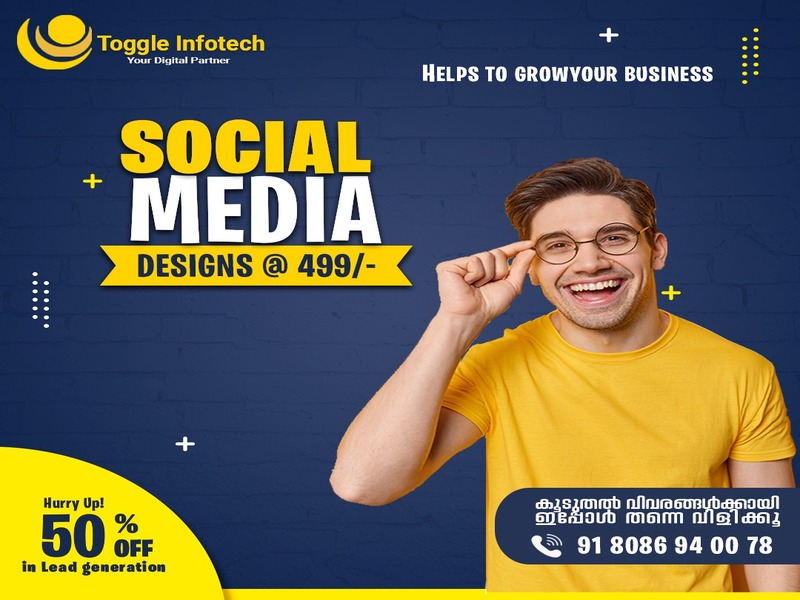 Toggle Infotech
Your Digital Partner
HELPS TO GROWYOUR BUSINESS
SOCIAL
MEDIA
DESIGNS @ 499/-
Hurry Up!
50 % OFF
in Lead generation
കൂടുതൽ വിവരങ്ങൾക്കായി
ഇപ്പോൾ തന്നെ വിളിക്കൂ
91 8086 94 00 78